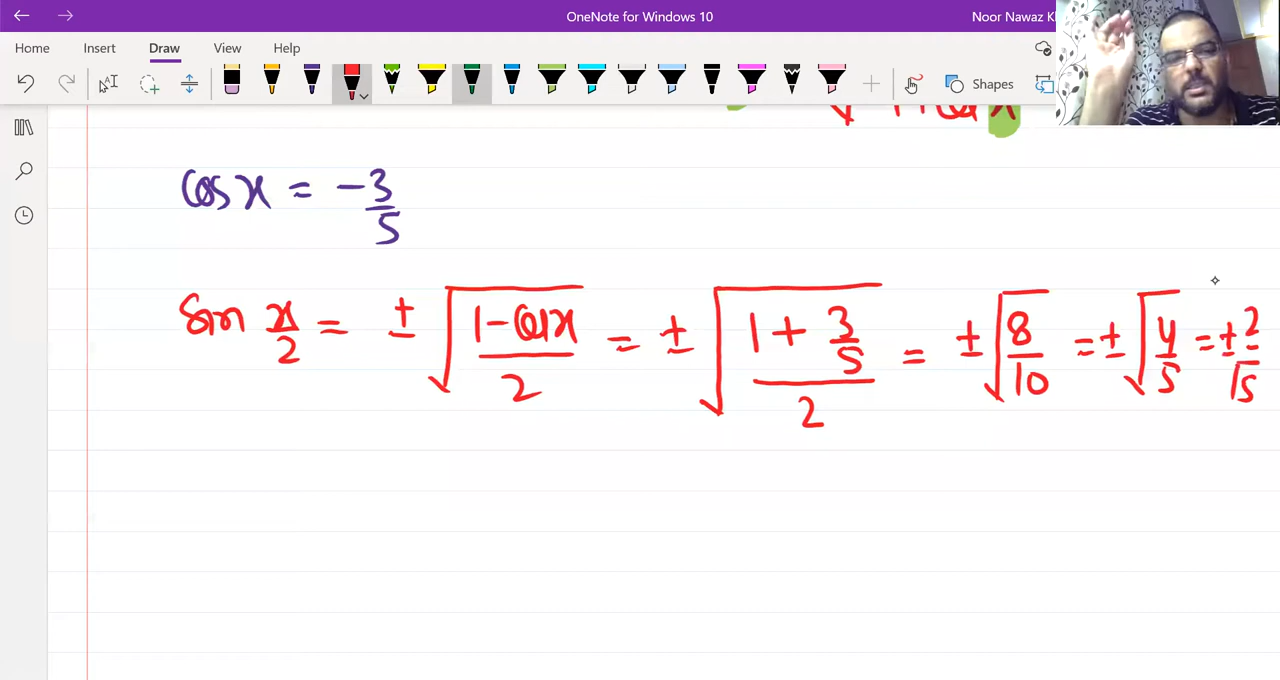 OneNote for Windows 10
Noor Nawaz Kh
Home Insert Draw View Help
Shapes
cos x = -3/5
sin x/2 = ± √((1-cos x)/2) = ± √((1+3/5)/2) = ± √(8/10) = ± √(4/5) = ± 2/√5